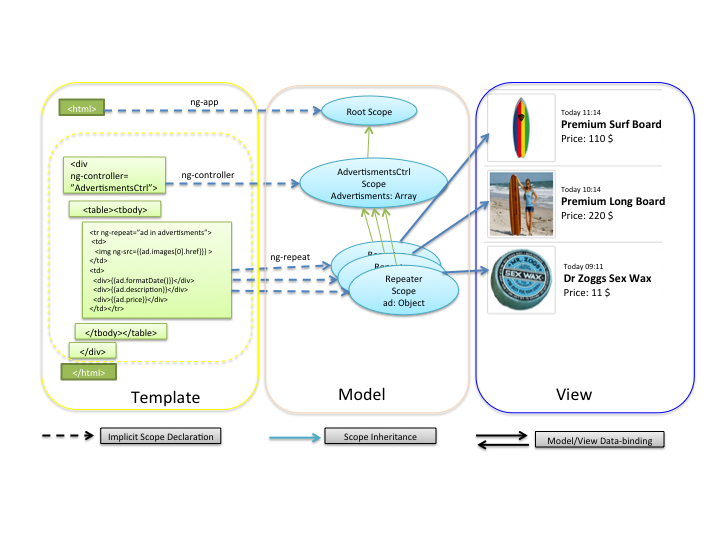 <html>
ng-app
<div
ng-controller=
"AdvertismentsCtrl">
ng-controller
<table><tbody>
<tr ng-repeat="ad in advertisments">
<td>
<img ng-src={{ad.images[0].href}}) >
</td>
<td>
<div>{{ad.formatDate()}}</div>
<div>{{ad.description}}</div>
<div>{{ad.price}}</div>
</td></tr>
ng-repeat
</tbody></table>
</div>
</html>
Template
Root Scope
AdvertismentsCtrl
Scope
Advertisments: Array
Repeater
Scope
ad: Object
Model
Today 11:14
Premium Surf Board
Price: 110 $
Today 10:14
Premium Long Board
Price: 220 $
MR. ZOGGS
SEX WAX
Today 09:11
Dr Zoggs Sex Wax
Price: 11 $
View
Implicit Scope Declaration
Scope Inheritance
Model/View Data-binding